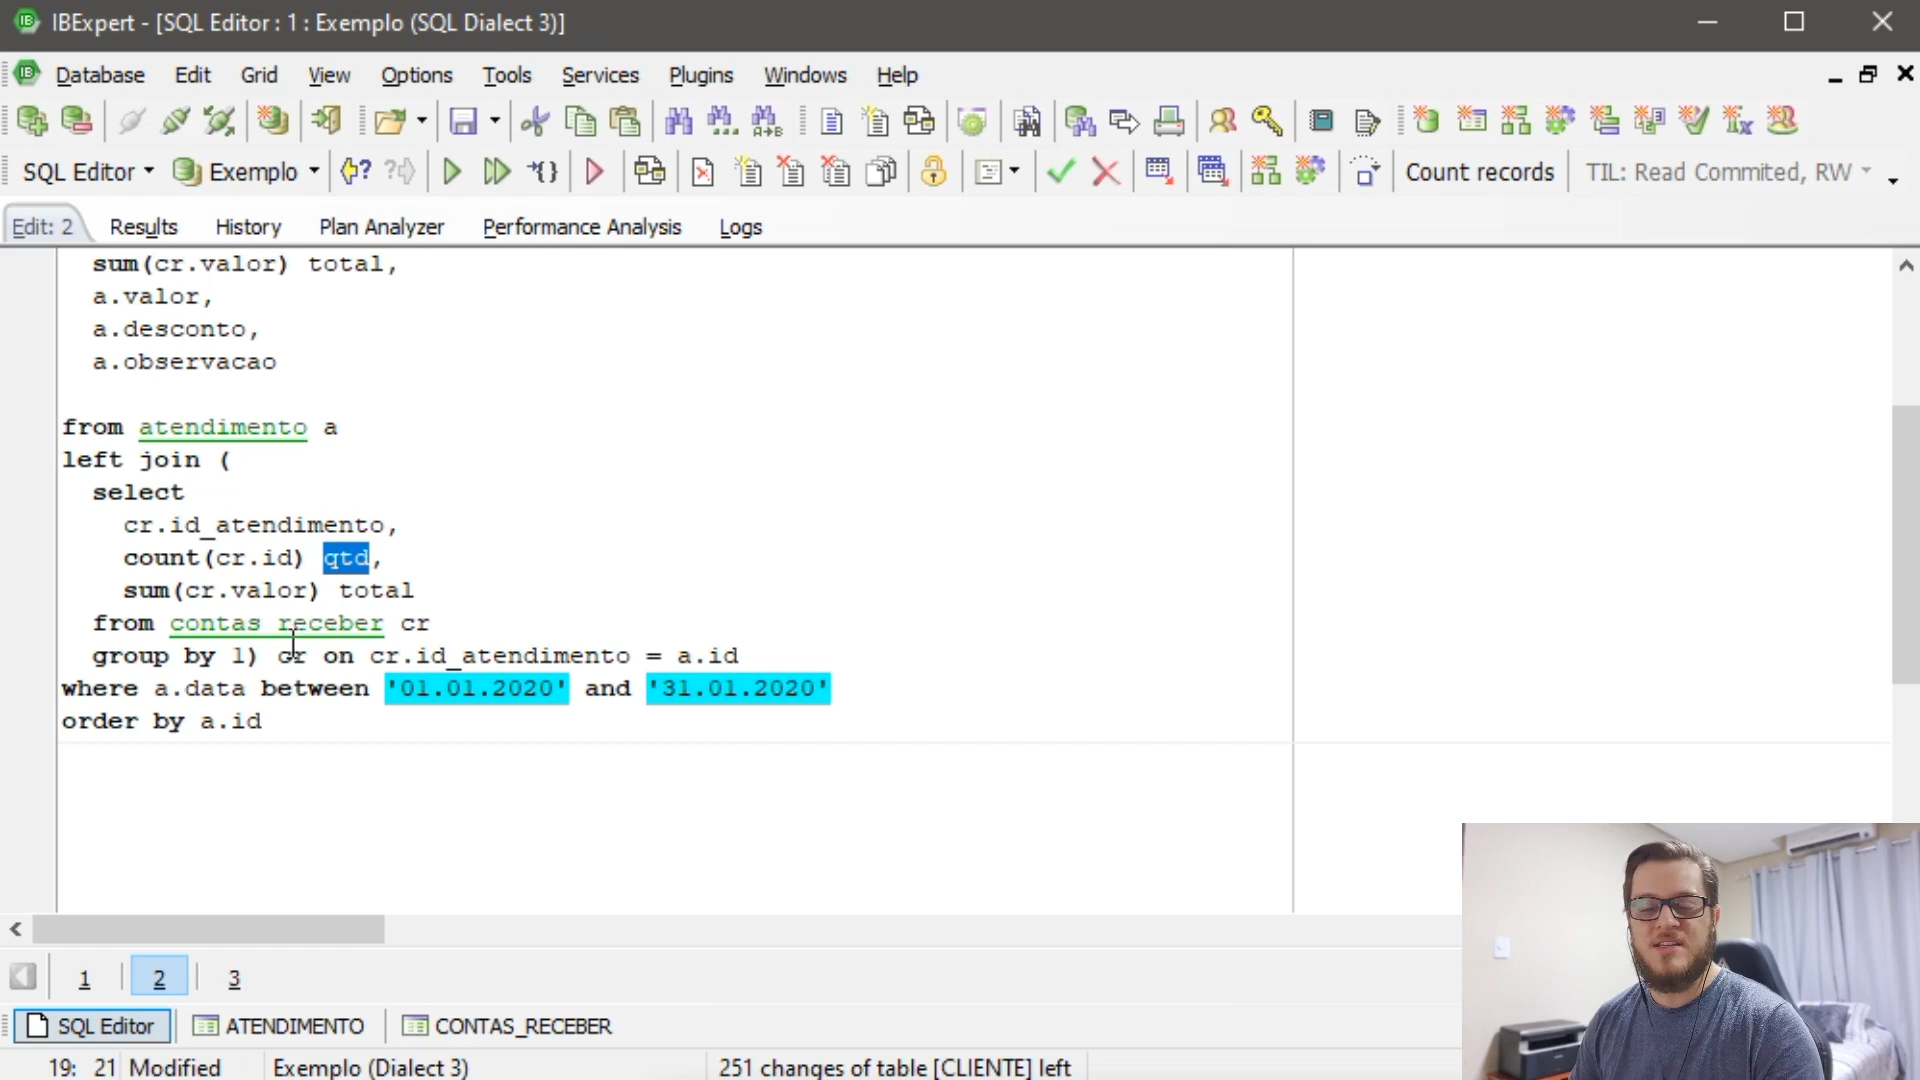 IBExpert - [SQL Editor : 1 : Exemplo (SQL Dialect 3)]
Database Edit Grid View Options Tools Services Plugins Windows Help
SQL Editor Exemplo Count records TIL: Read Commited, RW
Edit: 2 Results History Plan Analyzer Performance Analysis Logs
sum(cr.valor) total,
a.valor,
a.desconto,
a.observacao
from atendimento a
left join (
select
cr.id_atendimento,
count(cr.id) qtd,
sum(cr.valor) total
from contas_receber cr
group by 1) cr on cr.id_atendimento = a.id
where a.data between '01.01.2020' and '31.01.2020'
order by a.id
1 2 3
SQL Editor ATENDIMENTO CONTAS_RECEBER
19: 21 Modified Exemplo (Dialect 3) 251 changes of table [CLIENTE] left